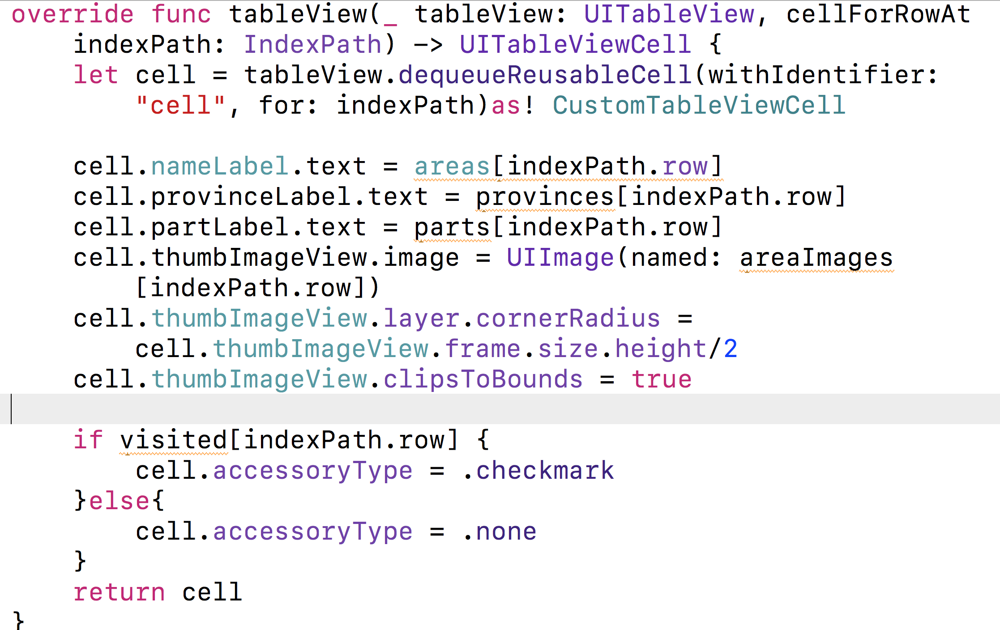 override func tableView(_ tableView: UITableView, cellForRowAt
indexPath: IndexPath) -> UITableViewCell {
let cell = tableView.dequeueReusableCell(withIdentifier:
"cell", for: indexPath)as! CustomTableViewCell
cell.nameLabel.text = areas[indexPath.row]
cell.provinceLabel.text = provinces[indexPath.row]
cell.partLabel.text = parts[indexPath.row]
cell.thumbImageView.image = UIImage(named: areaImages
[indexPath.row])
cell.thumbImageView.layer.cornerRadius =
cell.thumbImageView.frame.size.height/2
cell.thumbImageView.clipsToBounds = true
if visited[indexPath.row] {
cell.accessoryType = .checkmark
}else{
cell.accessoryType = .none
}
return cell
}